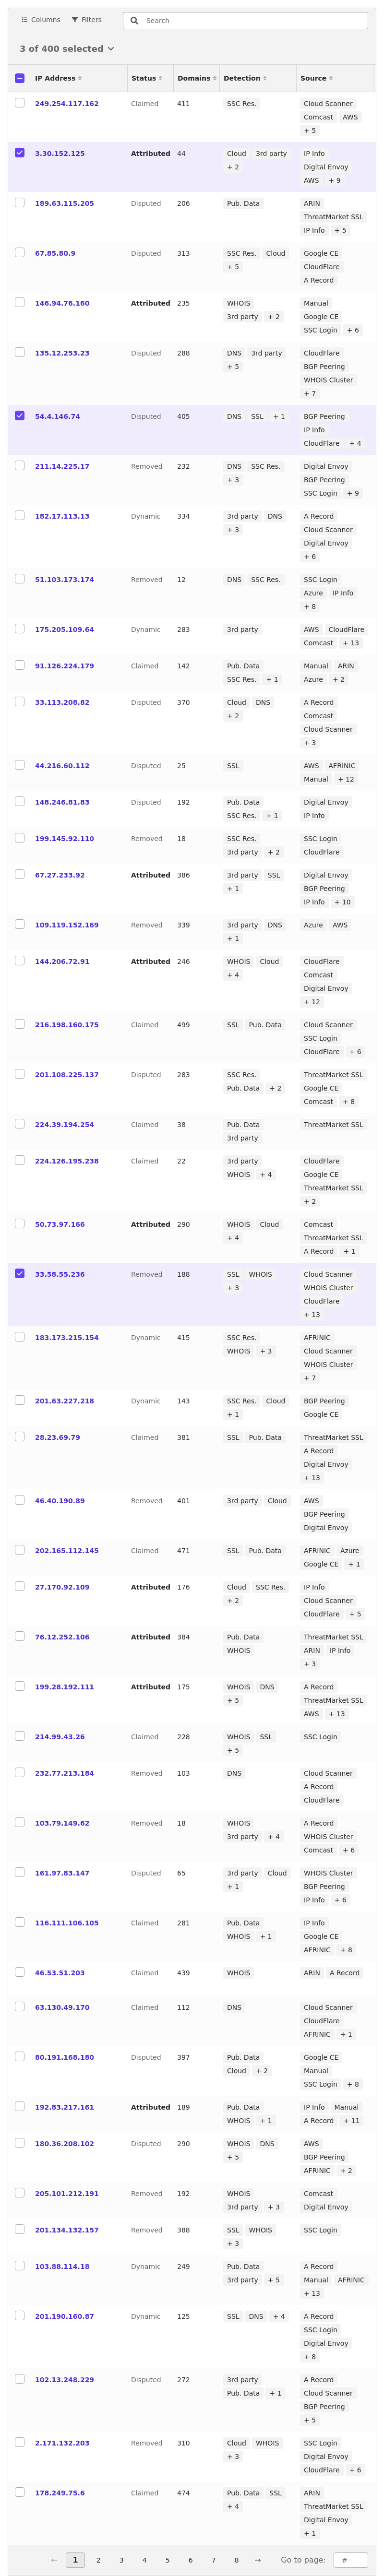 Columns Filters Search
3 of 400 selected
IP Address Status Domains Detection Source
249.254.117.162 Claimed 411 SSC Res. Cloud Scanner
Comcast AWS
+ 5
3.30.152.125 Attributed 44 Cloud 3rd party IP Info
+ 2 Digital Envoy
AWS + 9
189.63.115.205 Disputed 206 Pub. Data ARIN
ThreatMarket SSL
IP Info + 5
67.85.80.9 Disputed 313 SSC Res. Cloud Google CE
+ 5 CloudFlare
A Record
146.94.76.160 Attributed 235 WHOIS Manual
3rd party + 2 Google CE
SSC Login + 6
135.12.253.23 Disputed 288 DNS 3rd party CloudFlare
+ 5 BGP Peering
WHOIS Cluster
+ 7
54.4.146.74 Disputed 405 DNS SSL + 1 BGP Peering
IP Info
CloudFlare + 4
211.14.225.17 Removed 232 DNS SSC Res. Digital Envoy
+ 3 BGP Peering
SSC Login + 9
182.17.113.13 Dynamic 334 3rd party DNS A Record
+ 3 Cloud Scanner
Digital Envoy
+ 6
51.103.173.174 Removed 12 DNS SSC Res. SSC Login
Azure IP Info
+ 8
175.205.109.64 Dynamic 283 3rd party AWS CloudFlare
Comcast + 13
91.126.224.179 Claimed 142 Pub. Data Manual ARIN
SSC Res. + 1 Azure + 2
33.113.208.82 Disputed 370 Cloud DNS A Record
+ 2 Comcast
Cloud Scanner
+ 3
44.216.60.112 Disputed 25 SSL AWS AFRINIC
Manual + 12
148.246.81.83 Disputed 192 Pub. Data Digital Envoy
SSC Res. + 1 IP Info
199.145.92.110 Removed 18 SSC Res. SSC Login
3rd party + 2 CloudFlare
67.27.233.92 Attributed 386 3rd party SSL Digital Envoy
+ 1 BGP Peering
IP Info + 10
109.119.152.169 Removed 339 3rd party DNS Azure AWS
+ 1
144.206.72.91 Attributed 246 WHOIS Cloud CloudFlare
+ 4 Comcast
Digital Envoy
+ 12
216.198.160.175 Claimed 499 SSL Pub. Data Cloud Scanner
SSC Login
CloudFlare + 6
201.108.225.137 Disputed 283 SSC Res. ThreatMarket SSL
Pub. Data + 2 Google CE
Comcast + 8
224.39.194.254 Claimed 38 Pub. Data ThreatMarket SSL
3rd party
224.126.195.238 Claimed 22 3rd party CloudFlare
WHOIS + 4 Google CE
ThreatMarket SSL
+ 2
50.73.97.166 Attributed 290 WHOIS Cloud Comcast
+ 4 ThreatMarket SSL
A Record + 1
33.58.55.236 Removed 188 SSL WHOIS Cloud Scanner
+ 3 WHOIS Cluster
CloudFlare
+ 13
183.173.215.154 Dynamic 415 SSC Res. AFRINIC
WHOIS + 3 Cloud Scanner
WHOIS Cluster
+ 7
201.63.227.218 Dynamic 143 SSC Res. Cloud BGP Peering
+ 1 Google CE
28.23.69.79 Claimed 381 SSL Pub. Data ThreatMarket SSL
A Record
Digital Envoy
+ 13
46.40.190.89 Removed 401 3rd party Cloud AWS
BGP Peering
Digital Envoy
202.165.112.145 Claimed 471 SSL Pub. Data AFRINIC Azure
Google CE + 1
27.170.92.109 Attributed 176 Cloud SSC Res. IP Info
+ 2 Cloud Scanner
CloudFlare + 5
76.12.252.106 Attributed 384 Pub. Data ThreatMarket SSL
WHOIS ARIN IP Info
+ 3
199.28.192.111 Attributed 175 WHOIS DNS A Record
+ 5 ThreatMarket SSL
AWS + 13
214.99.43.26 Claimed 228 WHOIS SSL SSC Login
+ 5
232.77.213.184 Removed 103 DNS Cloud Scanner
A Record
CloudFlare
103.79.149.62 Removed 18 WHOIS A Record
3rd party + 4 WHOIS Cluster
Comcast + 6
161.97.83.147 Disputed 65 3rd party Cloud WHOIS Cluster
+ 1 BGP Peering
IP Info + 6
116.111.106.105 Claimed 281 Pub. Data IP Info
WHOIS + 1 Google CE
AFRINIC + 8
46.53.51.203 Claimed 439 WHOIS ARIN A Record
63.130.49.170 Claimed 112 DNS Cloud Scanner
CloudFlare
AFRINIC + 1
80.191.168.180 Disputed 397 Pub. Data Google CE
Cloud + 2 Manual
SSC Login + 8
192.83.217.161 Attributed 189 Pub. Data IP Info Manual
WHOIS + 1 A Record + 11
180.36.208.102 Disputed 290 WHOIS DNS AWS
+ 5 BGP Peering
AFRINIC + 2
205.101.212.191 Removed 192 WHOIS Comcast
3rd party + 3 Digital Envoy
201.134.132.157 Removed 388 SSL WHOIS SSC Login
+ 3
103.88.114.18 Dynamic 249 Pub. Data A Record
3rd party + 5 Manual AFRINIC
+ 13
201.190.160.87 Dynamic 125 SSL DNS + 4 A Record
SSC Login
Digital Envoy
+ 8
102.13.248.229 Disputed 272 3rd party A Record
Pub. Data + 1 Cloud Scanner
BGP Peering
+ 5
2.171.132.203 Removed 310 Cloud WHOIS SSC Login
+ 3 Digital Envoy
CloudFlare + 6
178.249.75.6 Claimed 474 Pub. Data SSL ARIN
+ 4 ThreatMarket SSL
Digital Envoy
+ 1
← 1 2 3 4 5 6 7 8 → Go to page: #